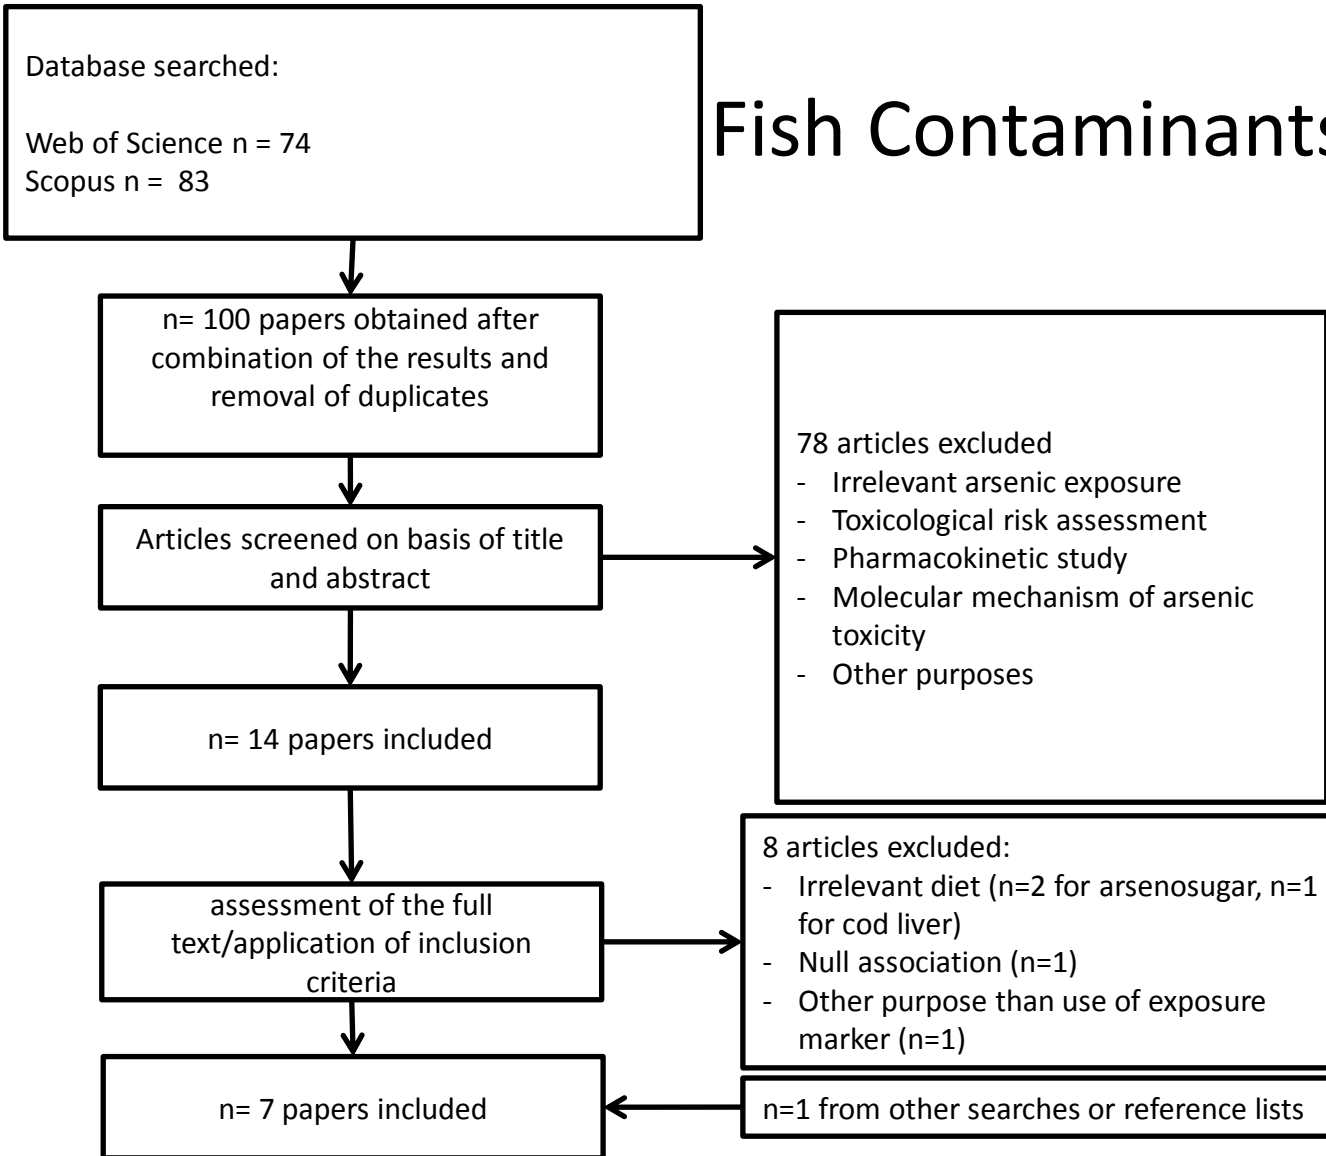 Database searched:
Web of Science n = 74
Scopus n =  83
Fish Contaminants
n= 100 papers obtained after
combination of the results and
removal of duplicates
Articles screened on basis of title
and abstract
78 articles excluded
- Irrelevant arsenic exposure
- Toxicological risk assessment
- Pharmacokinetic study
- Molecular mechanism of arsenic
toxicity
- Other purposes
n= 14 papers included
assessment of the full
text/application of inclusion
criteria
8 articles excluded:
- Irrelevant diet (n=2 for arsenosugar, n=1
for cod liver)
- Null association (n=1)
- Other purpose than use of exposure
marker (n=1)
n= 7 papers included
n=1 from other searches or reference lists